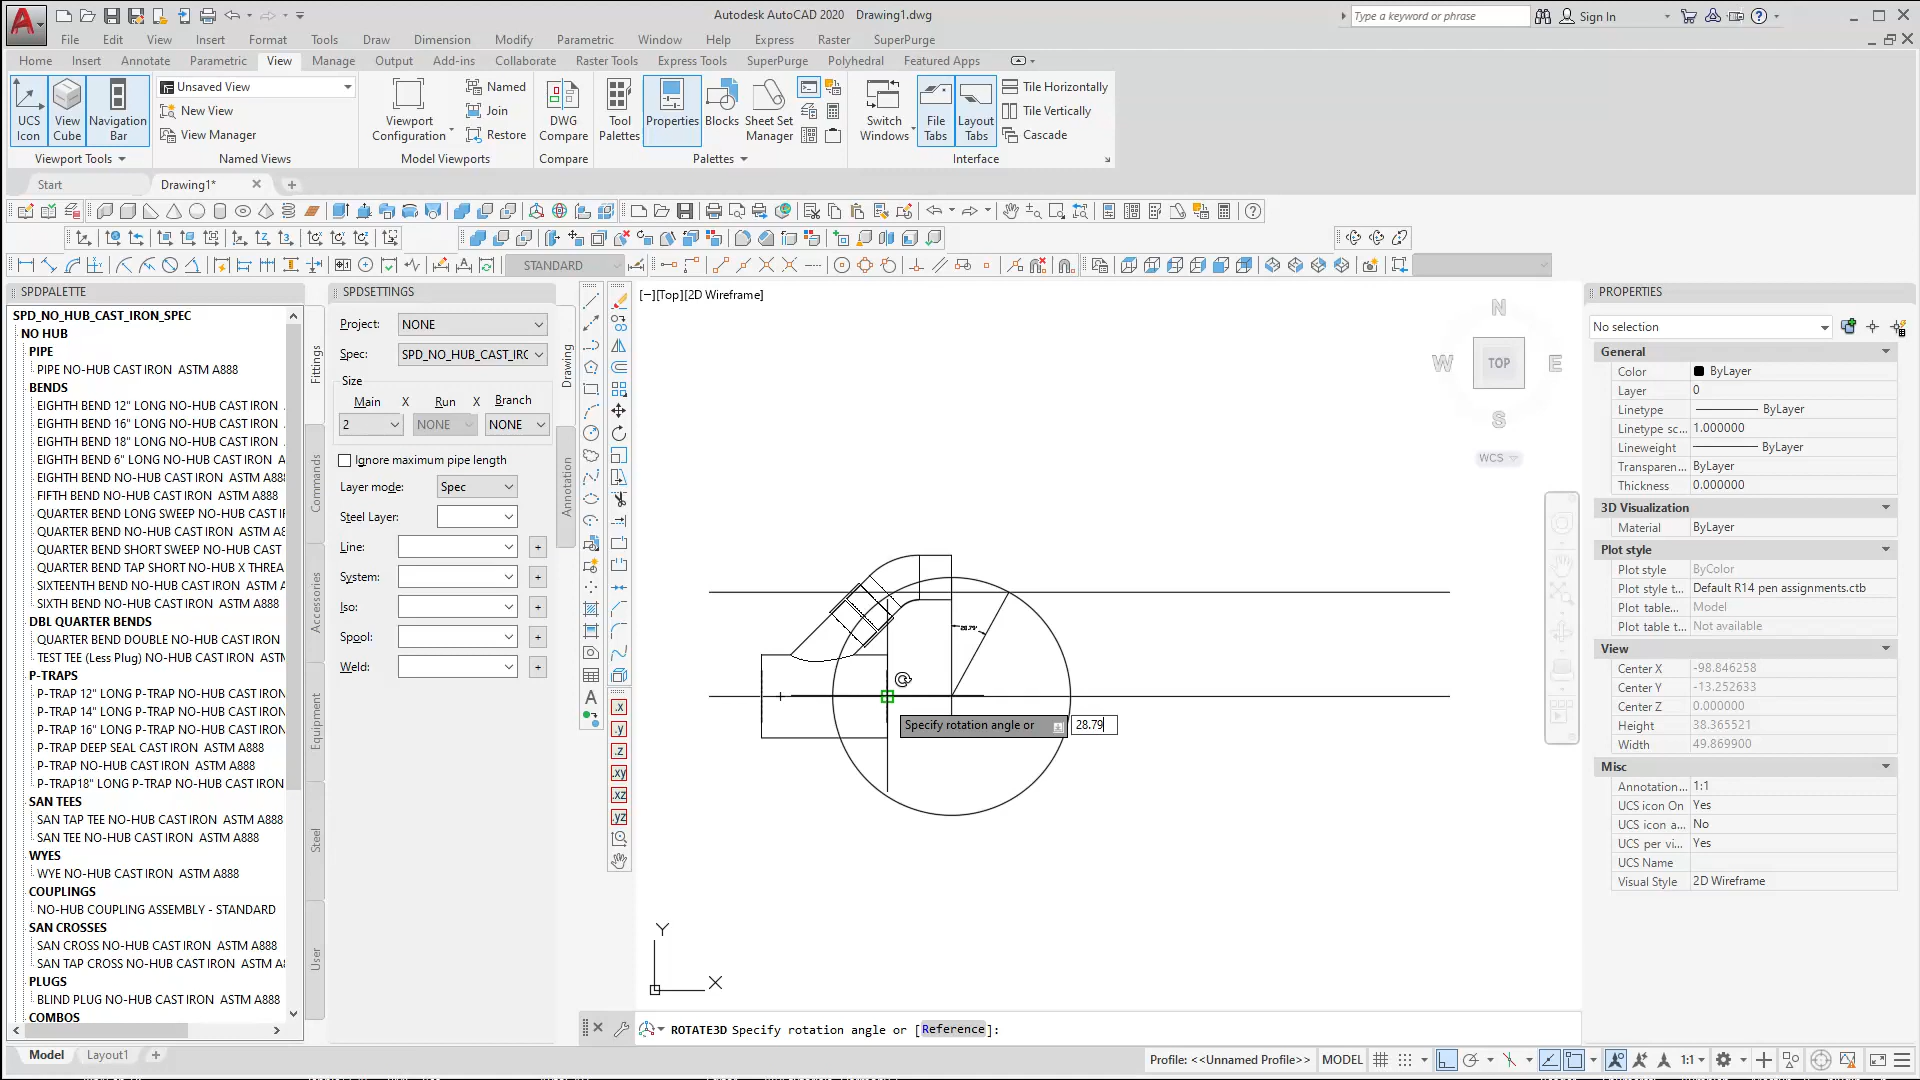 Autodesk AutoCAD 2020 Drawing1.dwg
Type a keyword or phrase
Sign In
File Edit View Insert Format Tools Draw Dimension Modify Parametric Window Help Express Raster SuperPurge
Home Insert Annotate Parametric View Manage Output Add-ins Collaborate Raster Tools Express Tools SuperPurge Polyhedral Featured Apps
UCS Icon
View Cube
Navigation Bar
Viewport Tools
Unsaved View
New View
View Manager
Named Views
Viewport Configuration
Named
Join
Restore
Model Viewports
DWG Compare
Compare
Tool Palettes
Properties
Blocks
Sheet Set Manager
Palettes
Switch Windows
File Tabs
Layout Tabs
Tile Horizontally
Tile Vertically
Cascade
Interface
Start
Drawing1*
STANDARD
SPDPALETTE
SPD_NO_HUB_CAST_IRON_SPEC
NO HUB
PIPE
PIPE NO-HUB CAST IRON ASTM A888
BENDS
EIGHTH BEND 12" LONG NO-HUB CAST IRON
EIGHTH BEND 16" LONG NO-HUB CAST IRON
EIGHTH BEND 18" LONG NO-HUB CAST IRON
EIGHTH BEND 6" LONG NO-HUB CAST IRON A
EIGHTH BEND NO-HUB CAST IRON ASTM A88
FIFTH BEND NO-HUB CAST IRON ASTM A888
QUARTER BEND LONG SWEEP NO-HUB CAST I
QUARTER BEND NO-HUB CAST IRON ASTM A8
QUARTER BEND SHORT SWEEP NO-HUB CAST
QUARTER BEND TAP SHORT NO-HUB X THREA
SIXTEENTH BEND NO-HUB CAST IRON ASTM A
SIXTH BEND NO-HUB CAST IRON ASTM A888
DBL QUARTER BENDS
QUARTER BEND DOUBLE NO-HUB CAST IRON
TEST TEE (Less Plug) NO-HUB CAST IRON AST
P-TRAPS
P-TRAP 12" LONG P-TRAP NO-HUB CAST IRON
P-TRAP 14" LONG P-TRAP NO-HUB CAST IRON
P-TRAP 16" LONG P-TRAP NO-HUB CAST IRON
P-TRAP DEEP SEAL CAST IRON ASTM A888
P-TRAP NO-HUB CAST IRON ASTM A888
P-TRAP18" LONG P-TRAP NO-HUB CAST IRON
SAN TEES
SAN TAP TEE NO-HUB CAST IRON ASTM A888
SAN TEE NO-HUB CAST IRON ASTM A888
WYES
WYE NO-HUB CAST IRON ASTM A888
COUPLINGS
NO-HUB COUPLING ASSEMBLY - STANDARD
SAN CROSSES
SAN CROSS NO-HUB CAST IRON ASTM A888
SAN TAP CROSS NO-HUB CAST IRON ASTM A
PLUGS
BLIND PLUG NO-HUB CAST IRON ASTM A888
COMBOS
Fittings
Commands
Accessories
Equipment
Steel
User
SPDSETTINGS
Project: NONE
Spec: SPD_NO_HUB_CAST_IRO
Size
Main X Run X Branch
2 NONE NONE
Ignore maximum pipe length
Layer mode: Spec
Steel Layer:
Line: +
System: +
Iso: +
Spool: +
Weld: +
Drawing
Annotation
A
.x
.y
.z
.xy
.xz
.yz
[−][Top][2D Wireframe]
N
W TOP E
S
WCS
28.79°
Specify rotation angle or 28.79
Y
X
ROTATE3D Specify rotation angle or [Reference]:
PROPERTIES
No selection
General
Color ByLayer
Layer 0
Linetype ByLayer
Linetype sc... 1.000000
Lineweight ByLayer
Transparen... ByLayer
Thickness 0.000000
3D Visualization
Material ByLayer
Plot style
Plot style ByColor
Plot style t... Default R14 pen assignments.ctb
Plot table... Model
Plot table t... Not available
View
Center X -98.846258
Center Y -13.252633
Center Z 0.000000
Height 38.365521
Width 49.869900
Misc
Annotation... 1:1
UCS icon On Yes
UCS icon a... No
UCS per vi... Yes
UCS Name
Visual Style 2D Wireframe
Model Layout1 +
Profile: <<Unnamed Profile>> MODEL 1:1